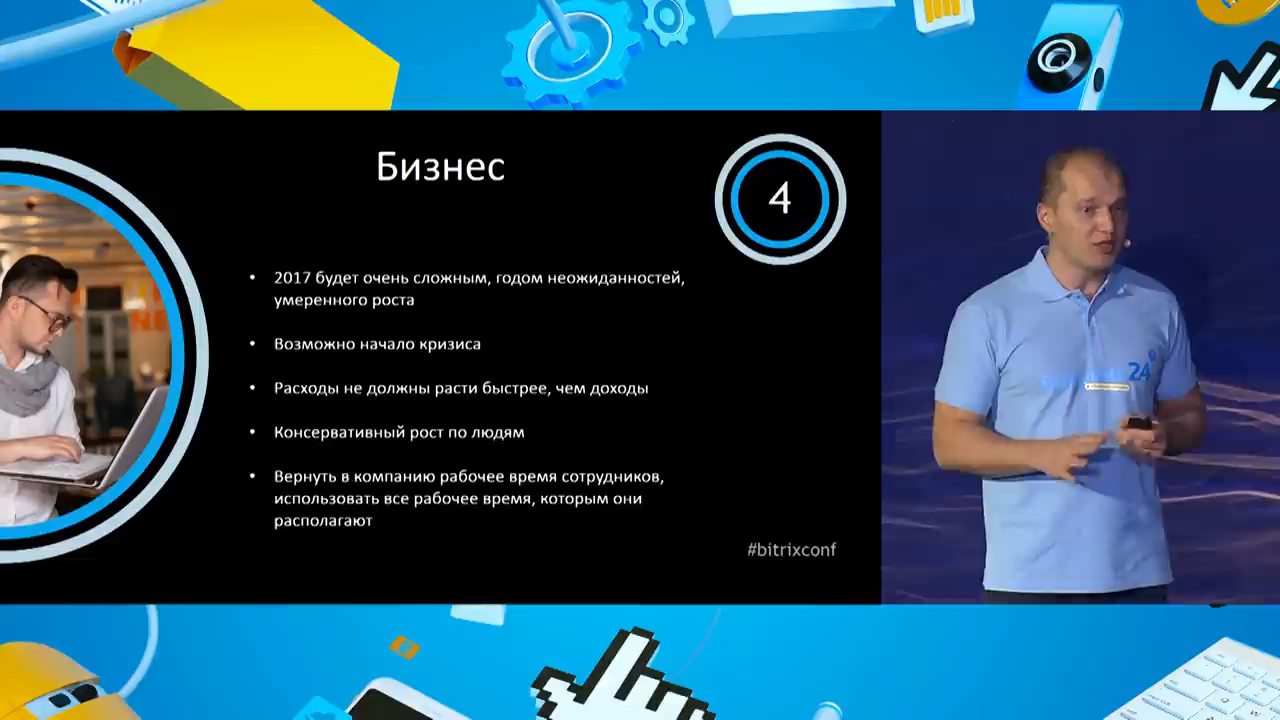 Бизнес
4
• 2017 будет очень сложным, годом неожиданностей,
умеренного роста
• Возможно начало кризиса
• Расходы не должны расти быстрее, чем доходы
• Консервативный рост по людям
• Вернуть в компанию рабочее время сотрудников,
использовать все рабочее время, которым они
располагают
#bitrixconf
24